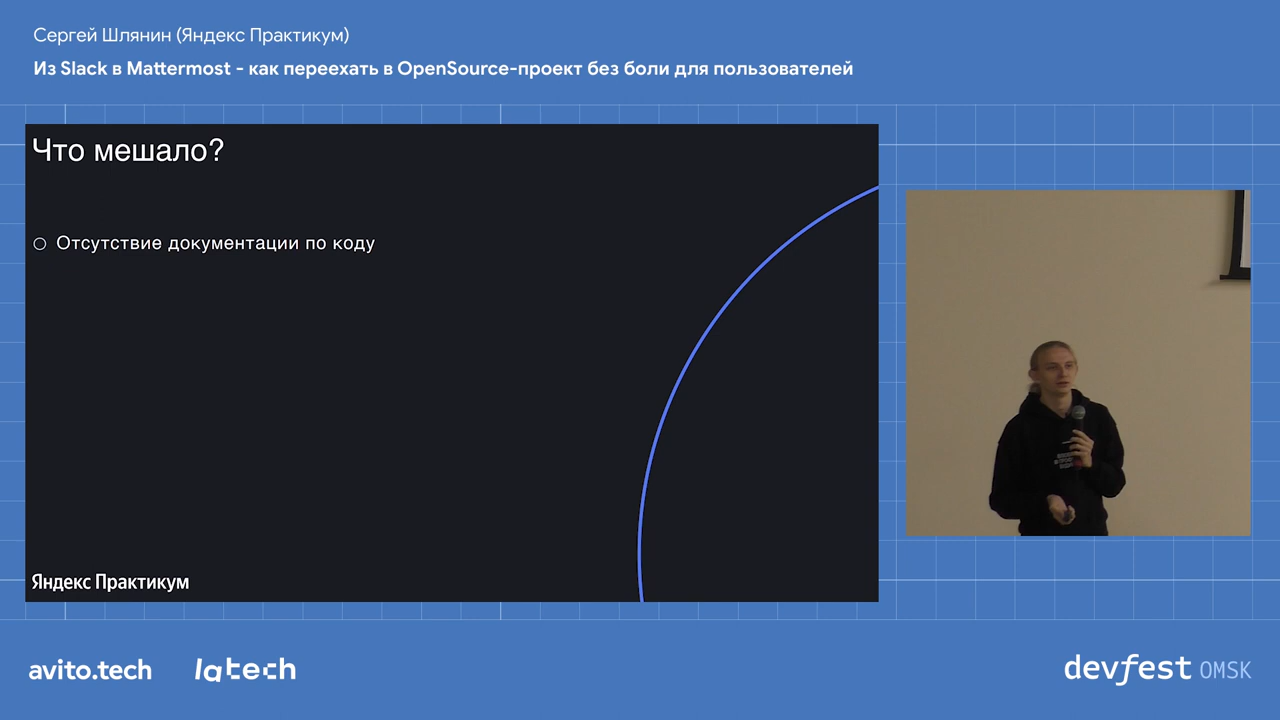 Сергей Шлянин (Яндекс Практикум)
Из Slack в Mattermost - как переехать в OpenSource-проект без боли для пользователей
Что мешало?
Отсутствие документации по коду
Яндекс Практикум
avito.tech
latech
devfest OMSK